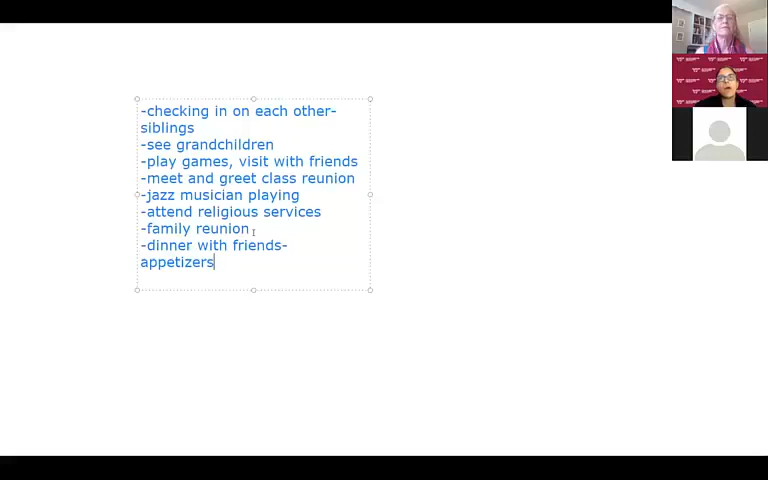 -checking in on each other-
siblings
-see grandchildren
-play games, visit with friends
-meet and greet class reunion
-jazz musician playing
-attend religious services
-family reunion
-dinner with friends-
appetizers